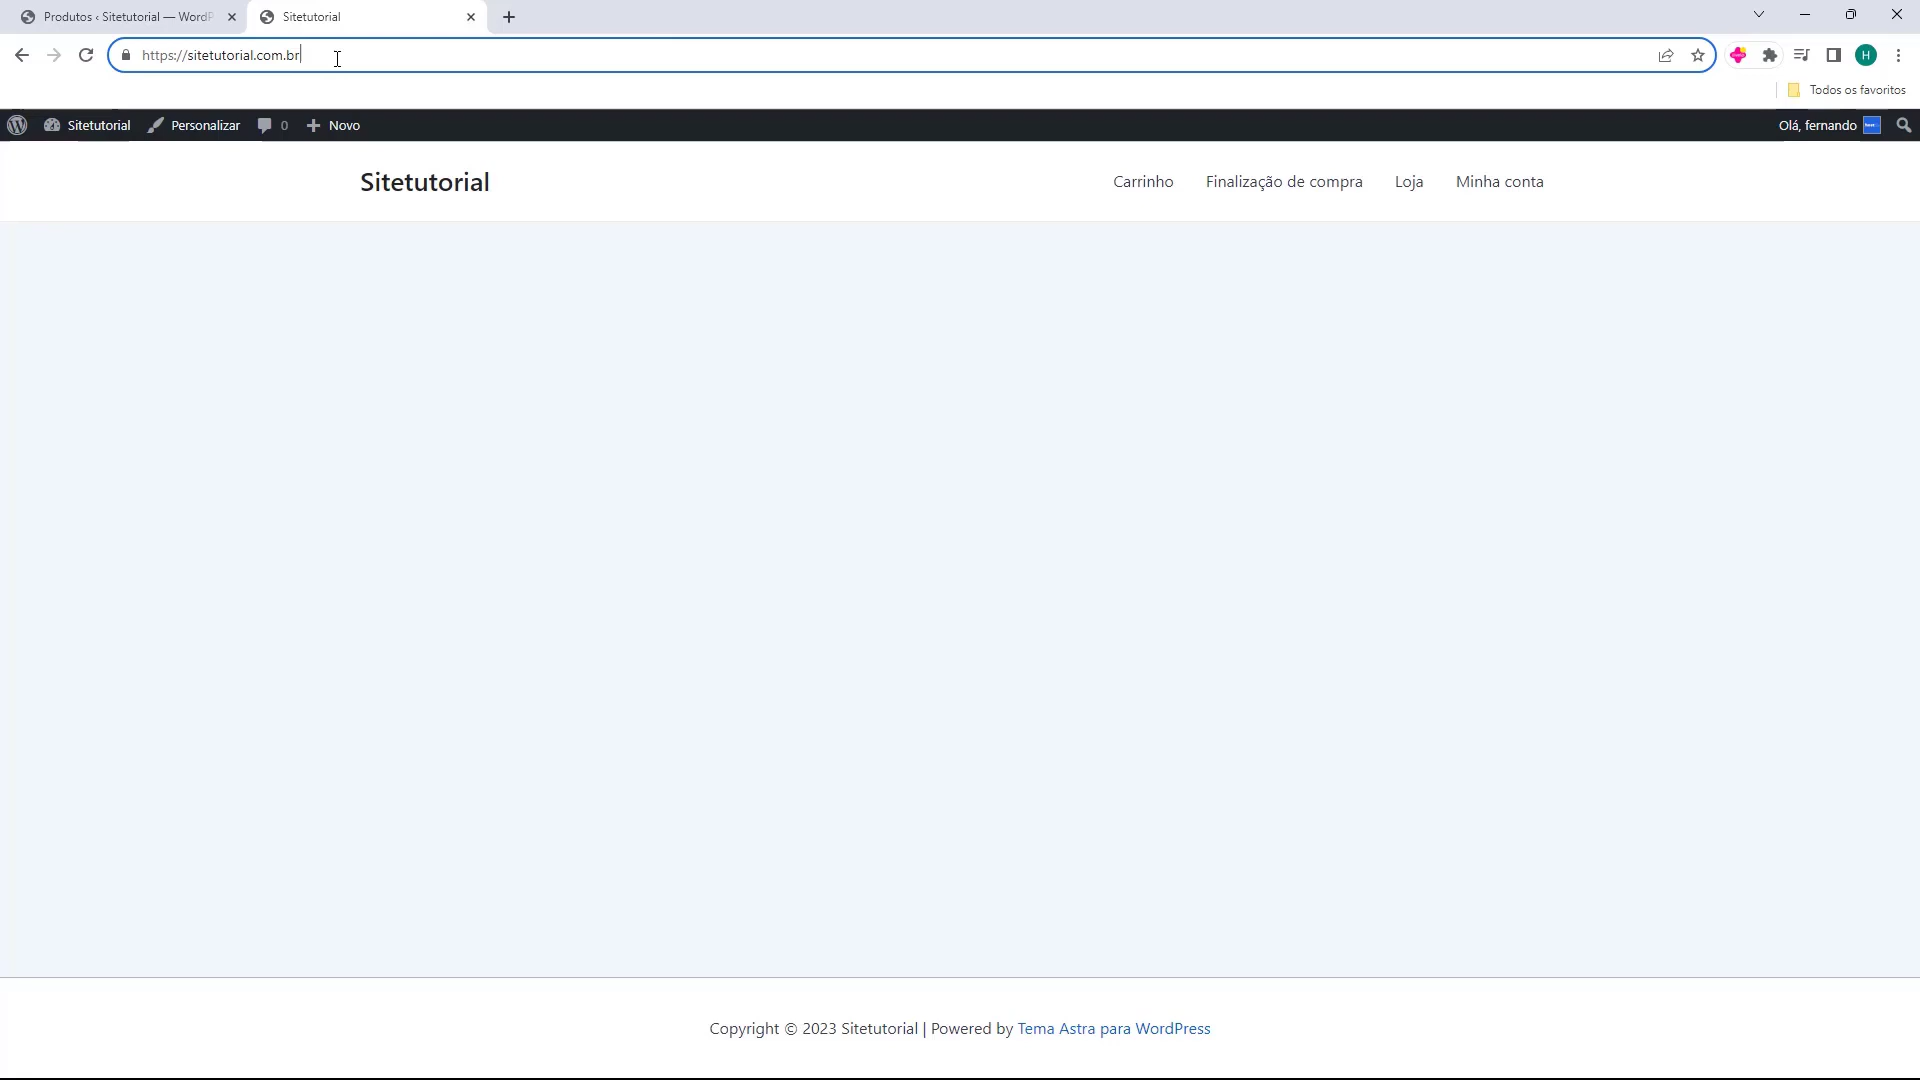 Produtos ‹ Sitetutorial — WordP
Sitetutorial
https://sitetutorial.com.br
H
Todos os favoritos
Sitetutorial
Personalizar
0
Novo
Olá, fernando
Sitetutorial
Carrinho
Finalização de compra
Loja
Minha conta
Copyright © 2023 Sitetutorial | Powered by Tema Astra para WordPress